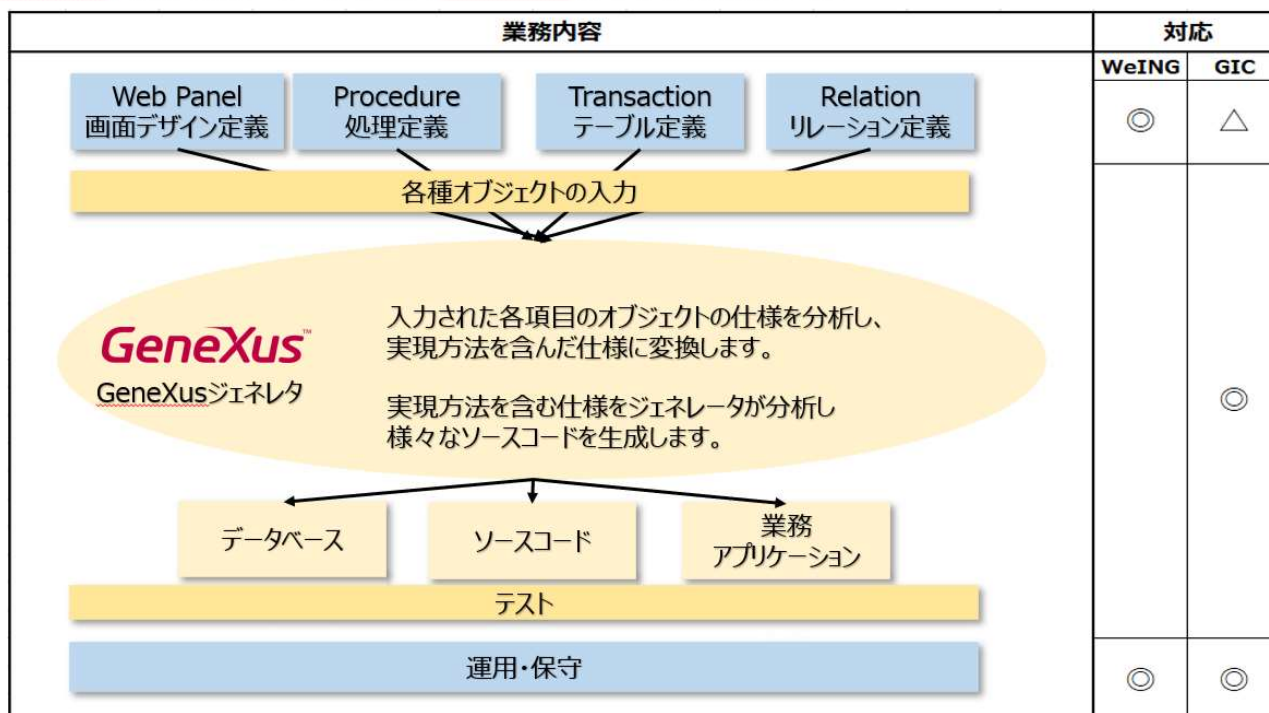 業務内容
対応
WeING
GIC
Web Panel
画面デザイン定義
Procedure
処理定義
Transaction
テーブル定義
Relation
リレーション定義
◎
△
各種オブジェクトの入力
GeneXus™
GeneXusジェネレタ
入力された各項目のオブジェクトの仕様を分析し、
実現方法を含んだ仕様に変換します。
実現方法を含む仕様をジェネレータが分析し
様々なソースコードを生成します。
◎
データベース
ソースコード
業務
アプリケーション
テスト
運用・保守
◎
◎